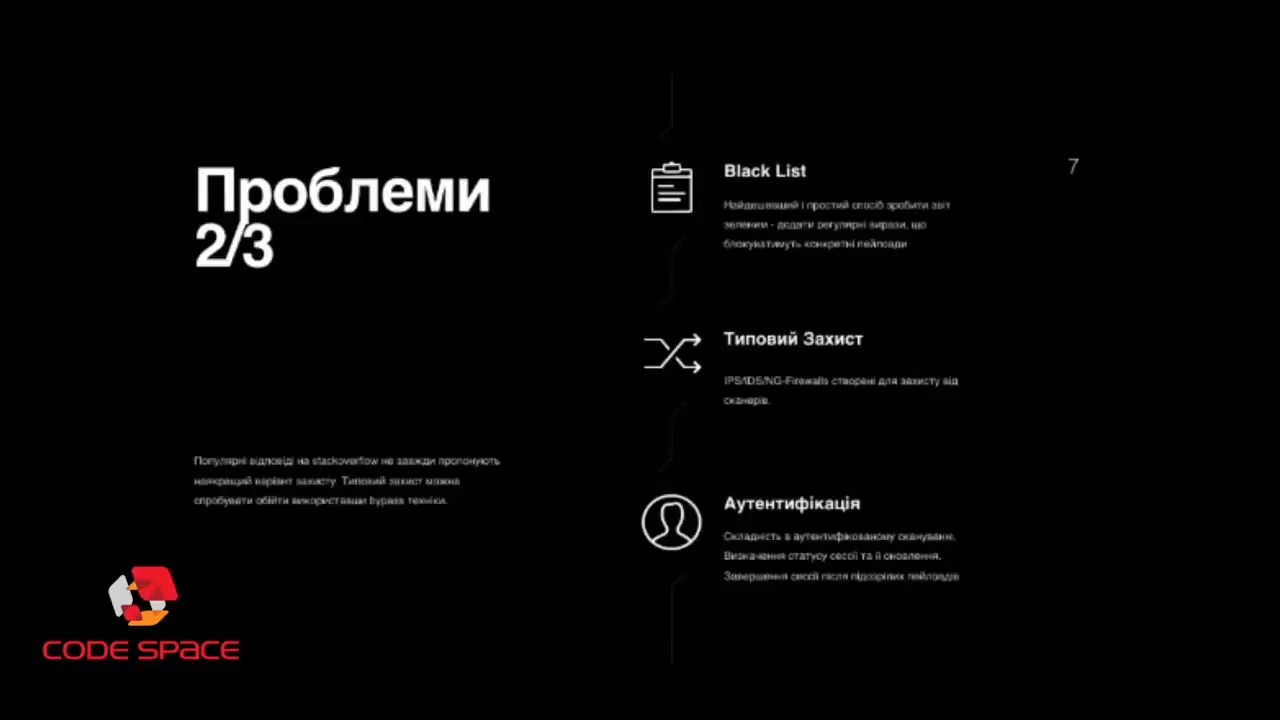 Проблеми
2/3
Популярні відповіді на stackoverflow не завжди пропонують
найкращий варіант захисту. Типовий захист можна
спробувати обійти використавши bypass техніки.
7
Black List
Найдешевший і простий спосіб зробити звіт
зеленим - додати регулярні вирази, що
блокуватимуть конкретні пейлоади
Типовий Захист
IPS/IDS/NG-Firewalls створені для захисту від
сканерів.
Аутентифікація
Складність в аутентифікованому скануванні.
Визначення статусу сессії та її оновлення.
Завершення сессії після підозрілих пейлоадів
CODE SPACE